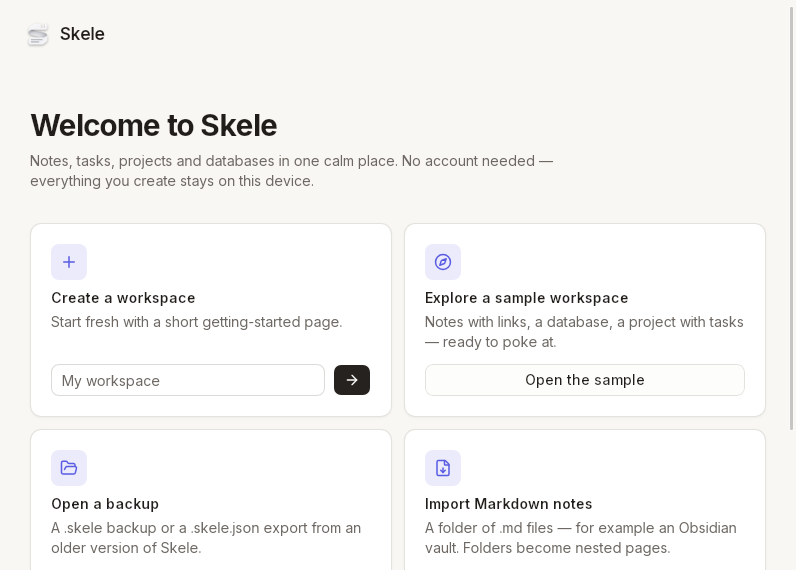 Skele
Welcome to Skele
Notes, tasks, projects and databases in one calm place. No account needed —
everything you create stays on this device.
Create a workspace
Start fresh with a short getting-started page.
My workspace
Explore a sample workspace
Notes with links, a database, a project with tasks
— ready to poke at.
Open the sample
Open a backup
A .skele backup or a .skele.json export from an
older version of Skele.
Import Markdown notes
A folder of .md files — for example an Obsidian
vault. Folders become nested pages.